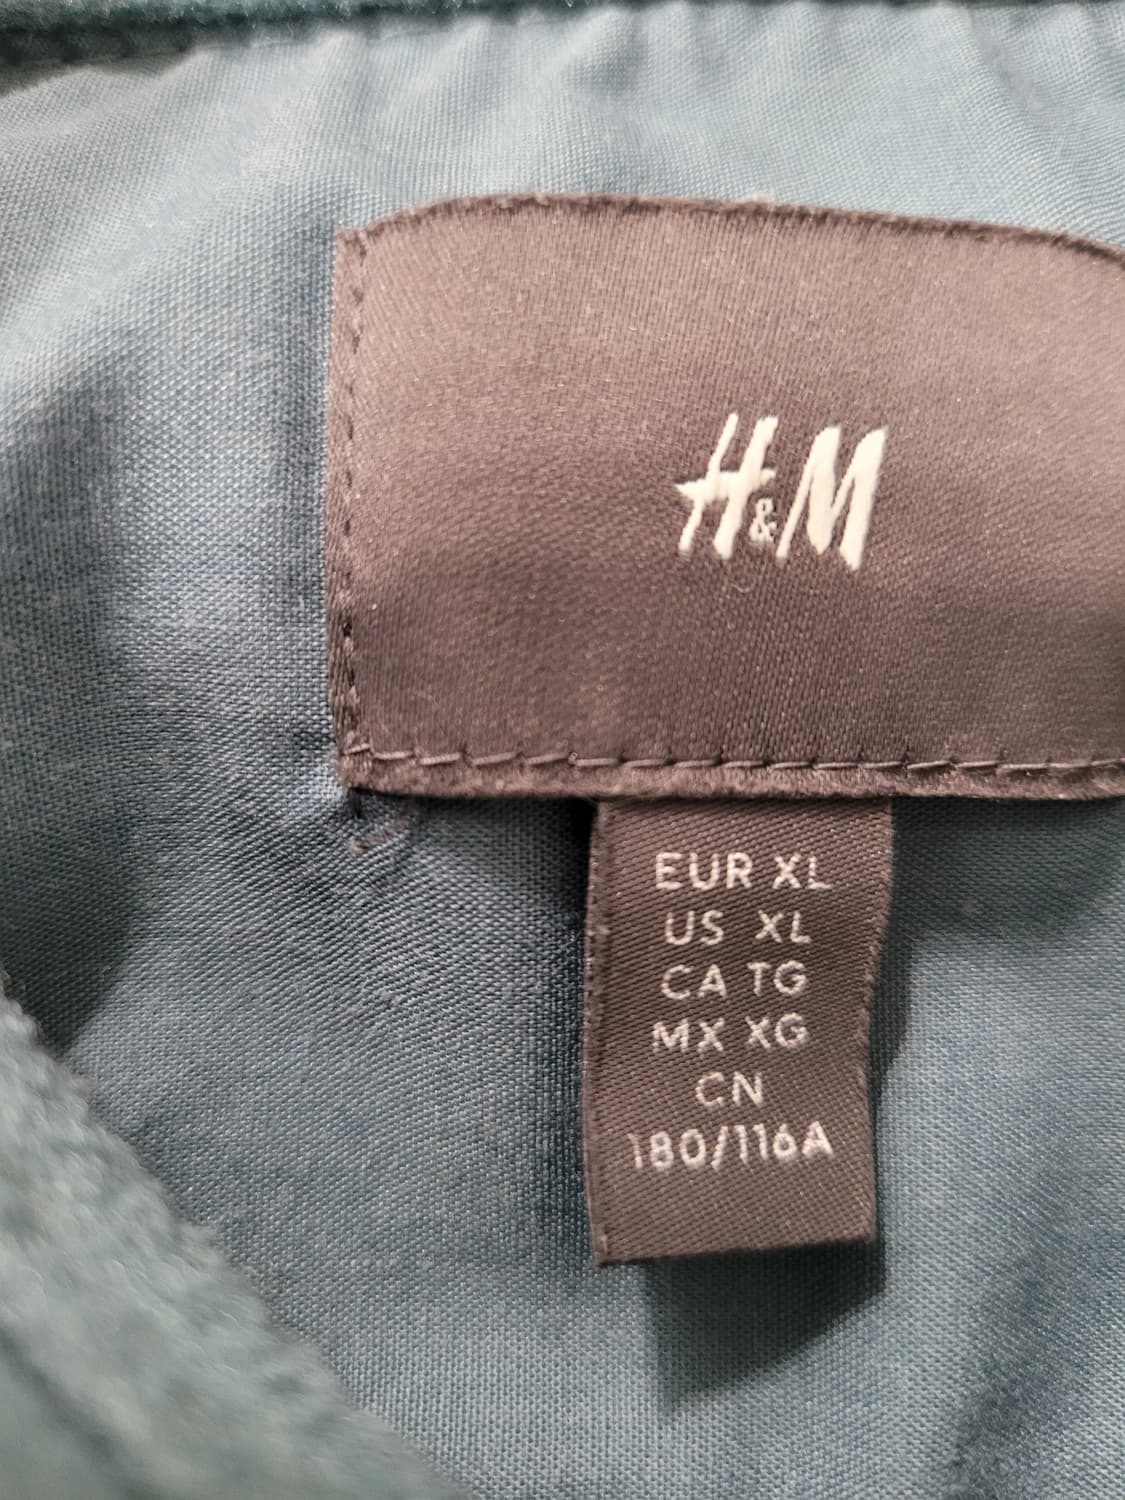 H&M
EUR XL
US XL
CA TG
MX XG
CN
180/116A